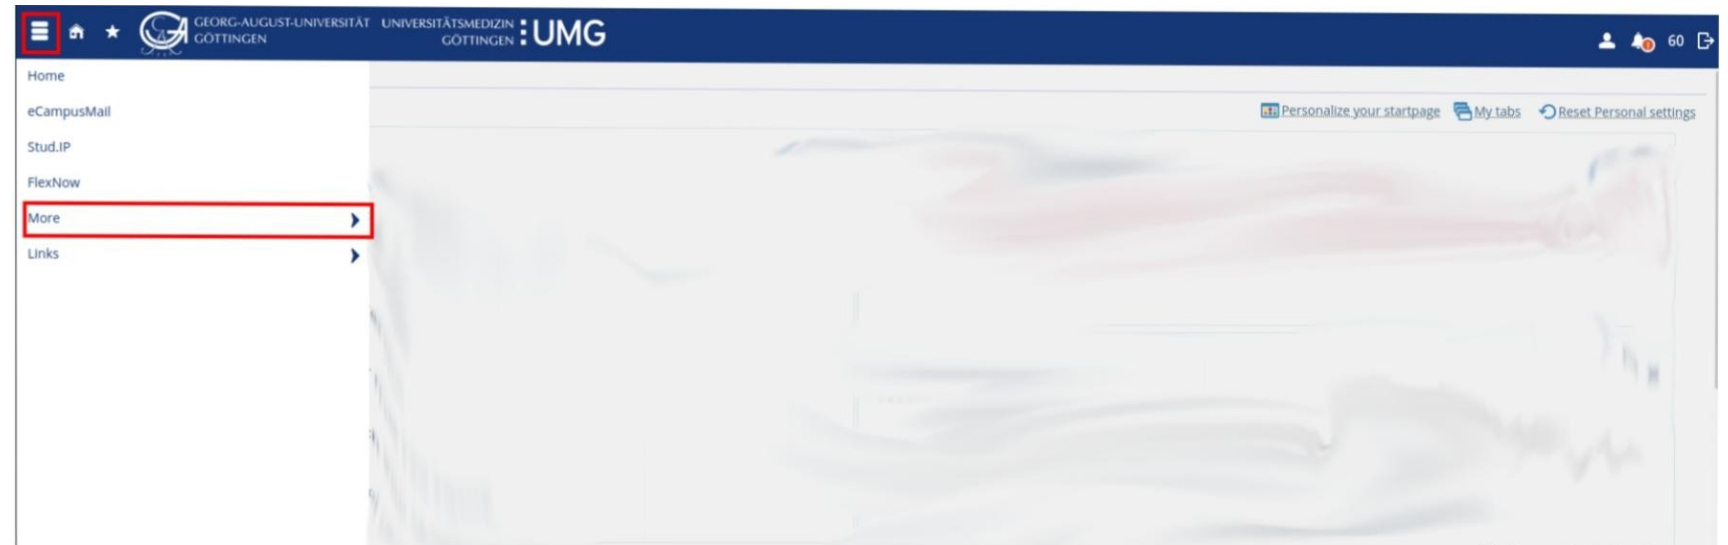 GEORG-AUGUST-UNIVERSITÄT
GÖTTINGEN
UNIVERSITÄTSMEDIZIN
GÖTTINGEN
UMG
60
Home
eCampusMail
Stud.IP
FlexNow
More
Links
Personalize your startpage
My tabs
Reset Personal settings